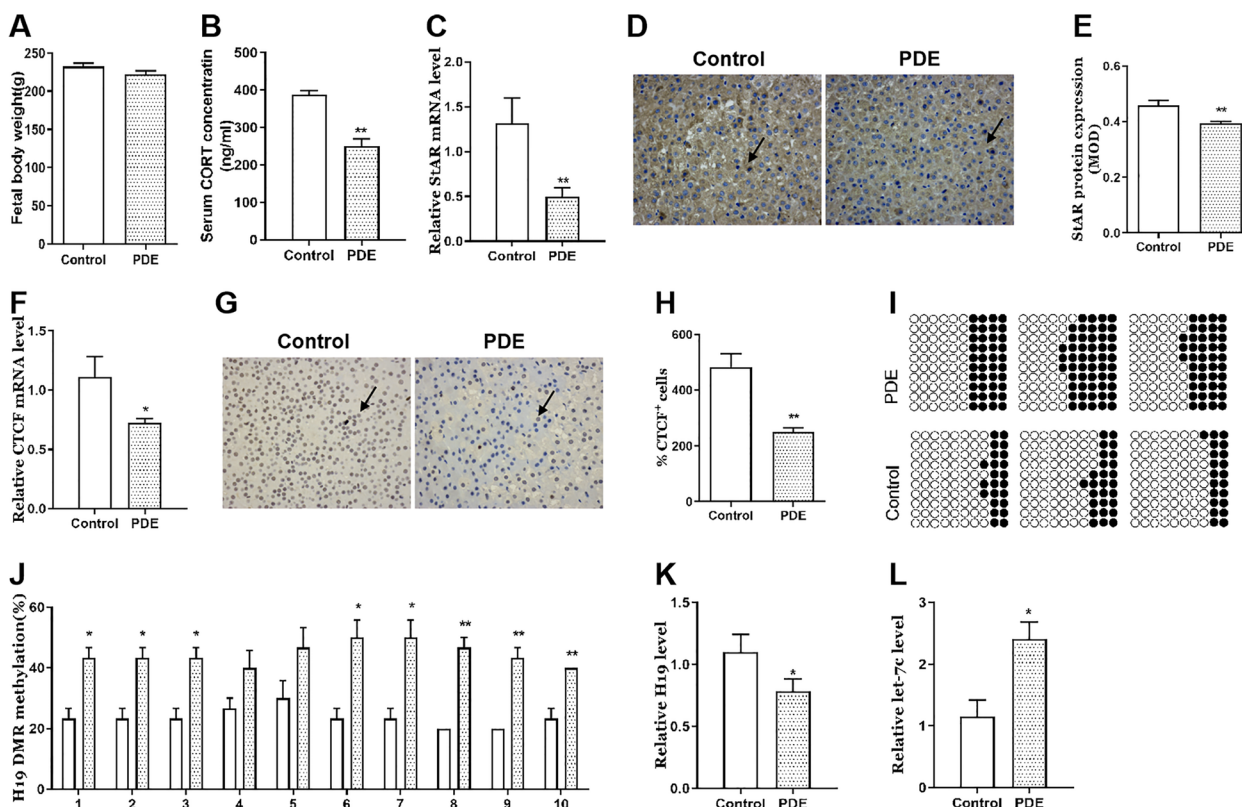 A
Fetal body weight(g)
250
200
150
100
50
0
Control
PDE
B
Serum CORT concentratin
(ng/ml)
500
400
300
200
100
0
**
Control
PDE
C
Relative StAR mRNA level
2.0
1.5
1.0
0.5
0.0
**
Control
PDE
D
Control
PDE
E
StAR protein expression
(MOD)
0.6
0.4
0.2
0.0
**
Control
PDE
F
Relative CTCF mRNA level
1.5
1.0
0.5
0.0
*
Control
PDE
G
Control
PDE
H
% CTCF+ cells
600
400
200
0
**
Control
PDE
I
PDE
Control
J
H19 DMR methylation(%)
60
40
20
0
* * * * * ** ** **
1 2 3 4 5 6 7 8 9 10
K
Relative H19 level
1.5
1.0
0.5
0.0
*
Control
PDE
L
Relative let-7c level
3
2
1
0
*
Control
PDE